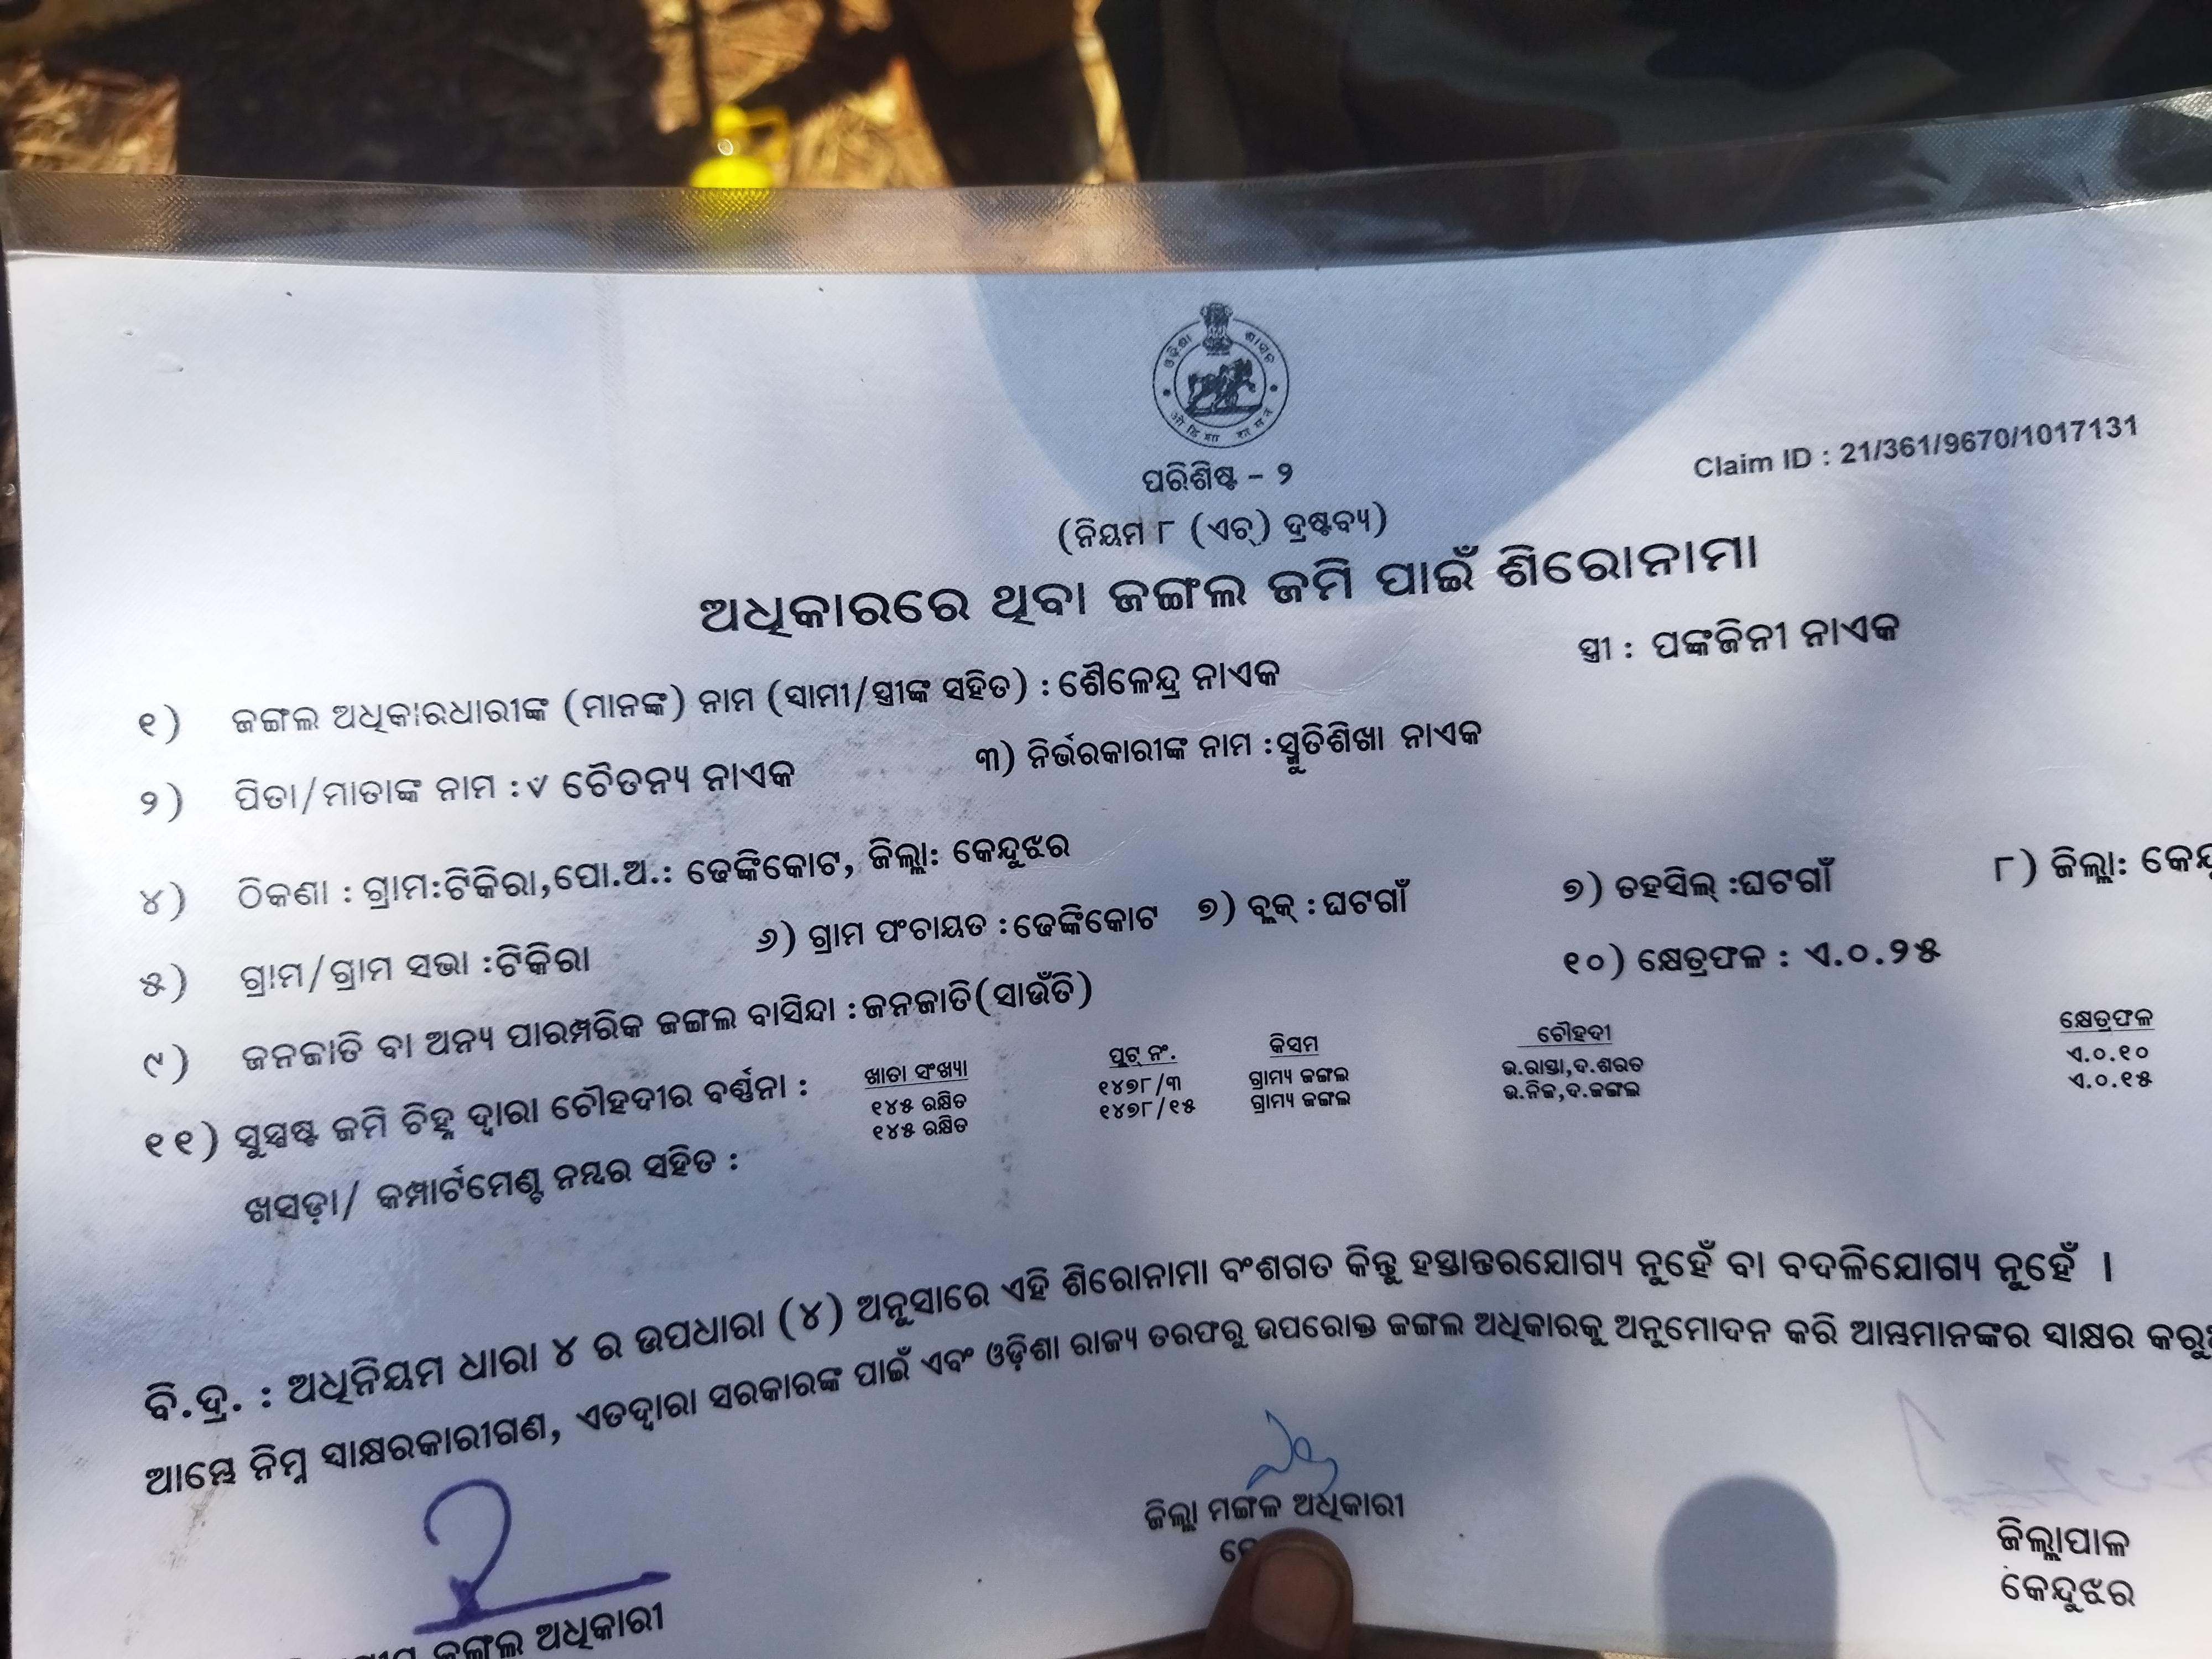 ଓଡ଼ିଶା ଶାସନ
ओडिशा शासन
Claim ID : 21/361/9670/1017131
ପରିଶିଷ୍ଟ - ୨
(ନିୟମ ୮ (ଏଚ୍) ଦ୍ରଷ୍ଟବ୍ୟ)
ଅଧିକାରରେ ଥିବା ଜଙ୍ଗଲ ଜମି ପାଇଁ ଶିରୋନାମା
୧) ଜଙ୍ଗଲ ଅଧିକାରଧାରୀଙ୍କ (ମାନଙ୍କ) ନାମ (ସାମୀ/ସ୍ତ୍ରୀଙ୍କ ସହିତ) : ଶୈଳେନ୍ଦ୍ର ନାଏକ ସ୍ତ୍ରୀ : ପଙ୍କଜିନୀ ନାଏକ
୨) ପିତା/ମାତାଙ୍କ ନାମ : ୰ ଚୈତନ୍ୟ ନାଏକ ୩) ନିର୍ଭରକାରୀଙ୍କ ନାମ :ସ୍ମୃତିଶିଖା ନାଏକ
୪) ଠିକଣା : ଗ୍ରାମ:ଟିକିରା,ପୋ.ଅ.: ଢେଙ୍କିକୋଟ, ଜିଲ୍ଲା: କେନ୍ଦୁଝର
୫) ଗ୍ରାମ/ଗ୍ରାମ ସଭା :ଟିକିରା ୬) ଗ୍ରାମ ପଂଚାୟତ :ଢେଙ୍କିକୋଟ ୭) ବ୍ଲକ୍ :ଘଟଗାଁ ୭) ତହସିଲ୍ :ଘଟଗାଁ ୮) ଜିଲ୍ଲା:
୯) ଜନଜାତି ବା ଅନ୍ୟ ପାରମ୍ପରିକ ଜଙ୍ଗଲ ବାସିନ୍ଦା :ଜନଜାତି(ସାଉଁତି) ୧୦) କ୍ଷେତ୍ରଫଳ : ଏ.୦.୨୫
୧୧) ସୁସ୍ପଷ୍ଟ ଜମି ଚିହ୍ନ ଦ୍ୱାରା ଚୌହଦୀର ବର୍ଣ୍ଣନା : ଖାତା ସଂଖ୍ୟା ପ୍ଲଟ୍ ନଂ. କିସମ ଚୌହଦୀ କ୍ଷେତ୍ରଫଳ
୧୪୫ ରକ୍ଷିତ ୧୪୭୮/୩ ଗ୍ରାମ୍ୟ ଜଙ୍ଗଲ ଉ.ରାସ୍ତା,ଦ.ଶରତ ଏ.୦.୧୦
୧୪୫ ରକ୍ଷିତ ୧୪୭୮/୧୫ ଗ୍ରାମ୍ୟ ଜଙ୍ଗଲ ଉ.ନିଜ,ଦ.ଜଙ୍ଗଲ ଏ.୦.୧୫
ଖସଡ଼ା/ କମ୍ପାର୍ଟମେଣ୍ଟ ନମ୍ବର ସହିତ :
ବି.ଦ୍ର. : ଅଧିନିୟମ ଧାରା ୪ ର ଉପଧାରା (୪) ଅନୁସାରେ ଏହି ଶିରୋନାମା ବଂଶଗତ କିନ୍ତୁ ହସ୍ତାନ୍ତରଯୋଗ୍ୟ ନୁହେଁ ବା ବଦଳିଯୋଗ୍ୟ ନୁହେଁ ।
ଆମ୍ଭେ ନିମ୍ନ ସାକ୍ଷରକାରୀଗଣ, ଏତଦ୍ୱାରା ସରକାରଙ୍କ ପାଇଁ ଏବଂ ଓଡ଼ିଶା ରାଜ୍ୟ ତରଫରୁ ଉପରୋକ୍ତ ଜଙ୍ଗଲ ଅଧିକାରକୁ ଅନୁମୋଦନ କରି ଆମ୍ଭମାନଙ୍କର ସାକ୍ଷର
ଜଙ୍ଗଲ ଅଧିକାରୀ
ଜିଲ୍ଲା ମଙ୍ଗଳ ଅଧିକାରୀ
ଜିଲ୍ଲାପାଳ
କେନ୍ଦୁଝର